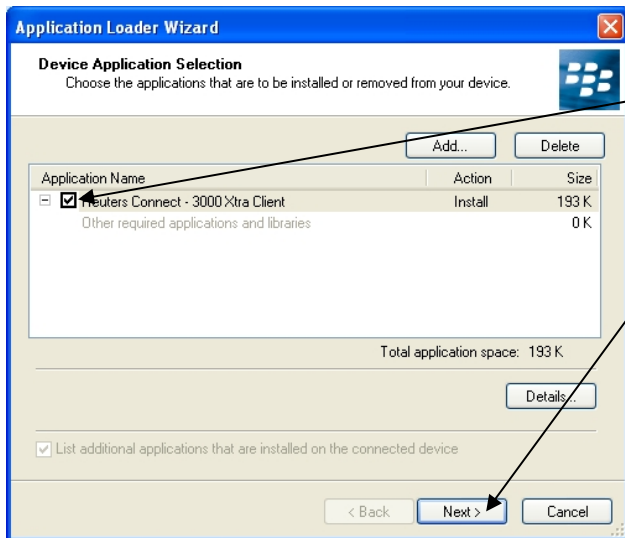 Application Loader Wizard
Device Application Selection
Choose the applications that are to be installed or removed from your device.
Add...
Delete
Application Name Action Size
Reuters Connect - 3000 Xtra Client Install 193 K
Other required applications and libraries 0 K
Total application space: 193 K
Details...
List additional applications that are installed on the connected device
< Back
Next >
Cancel